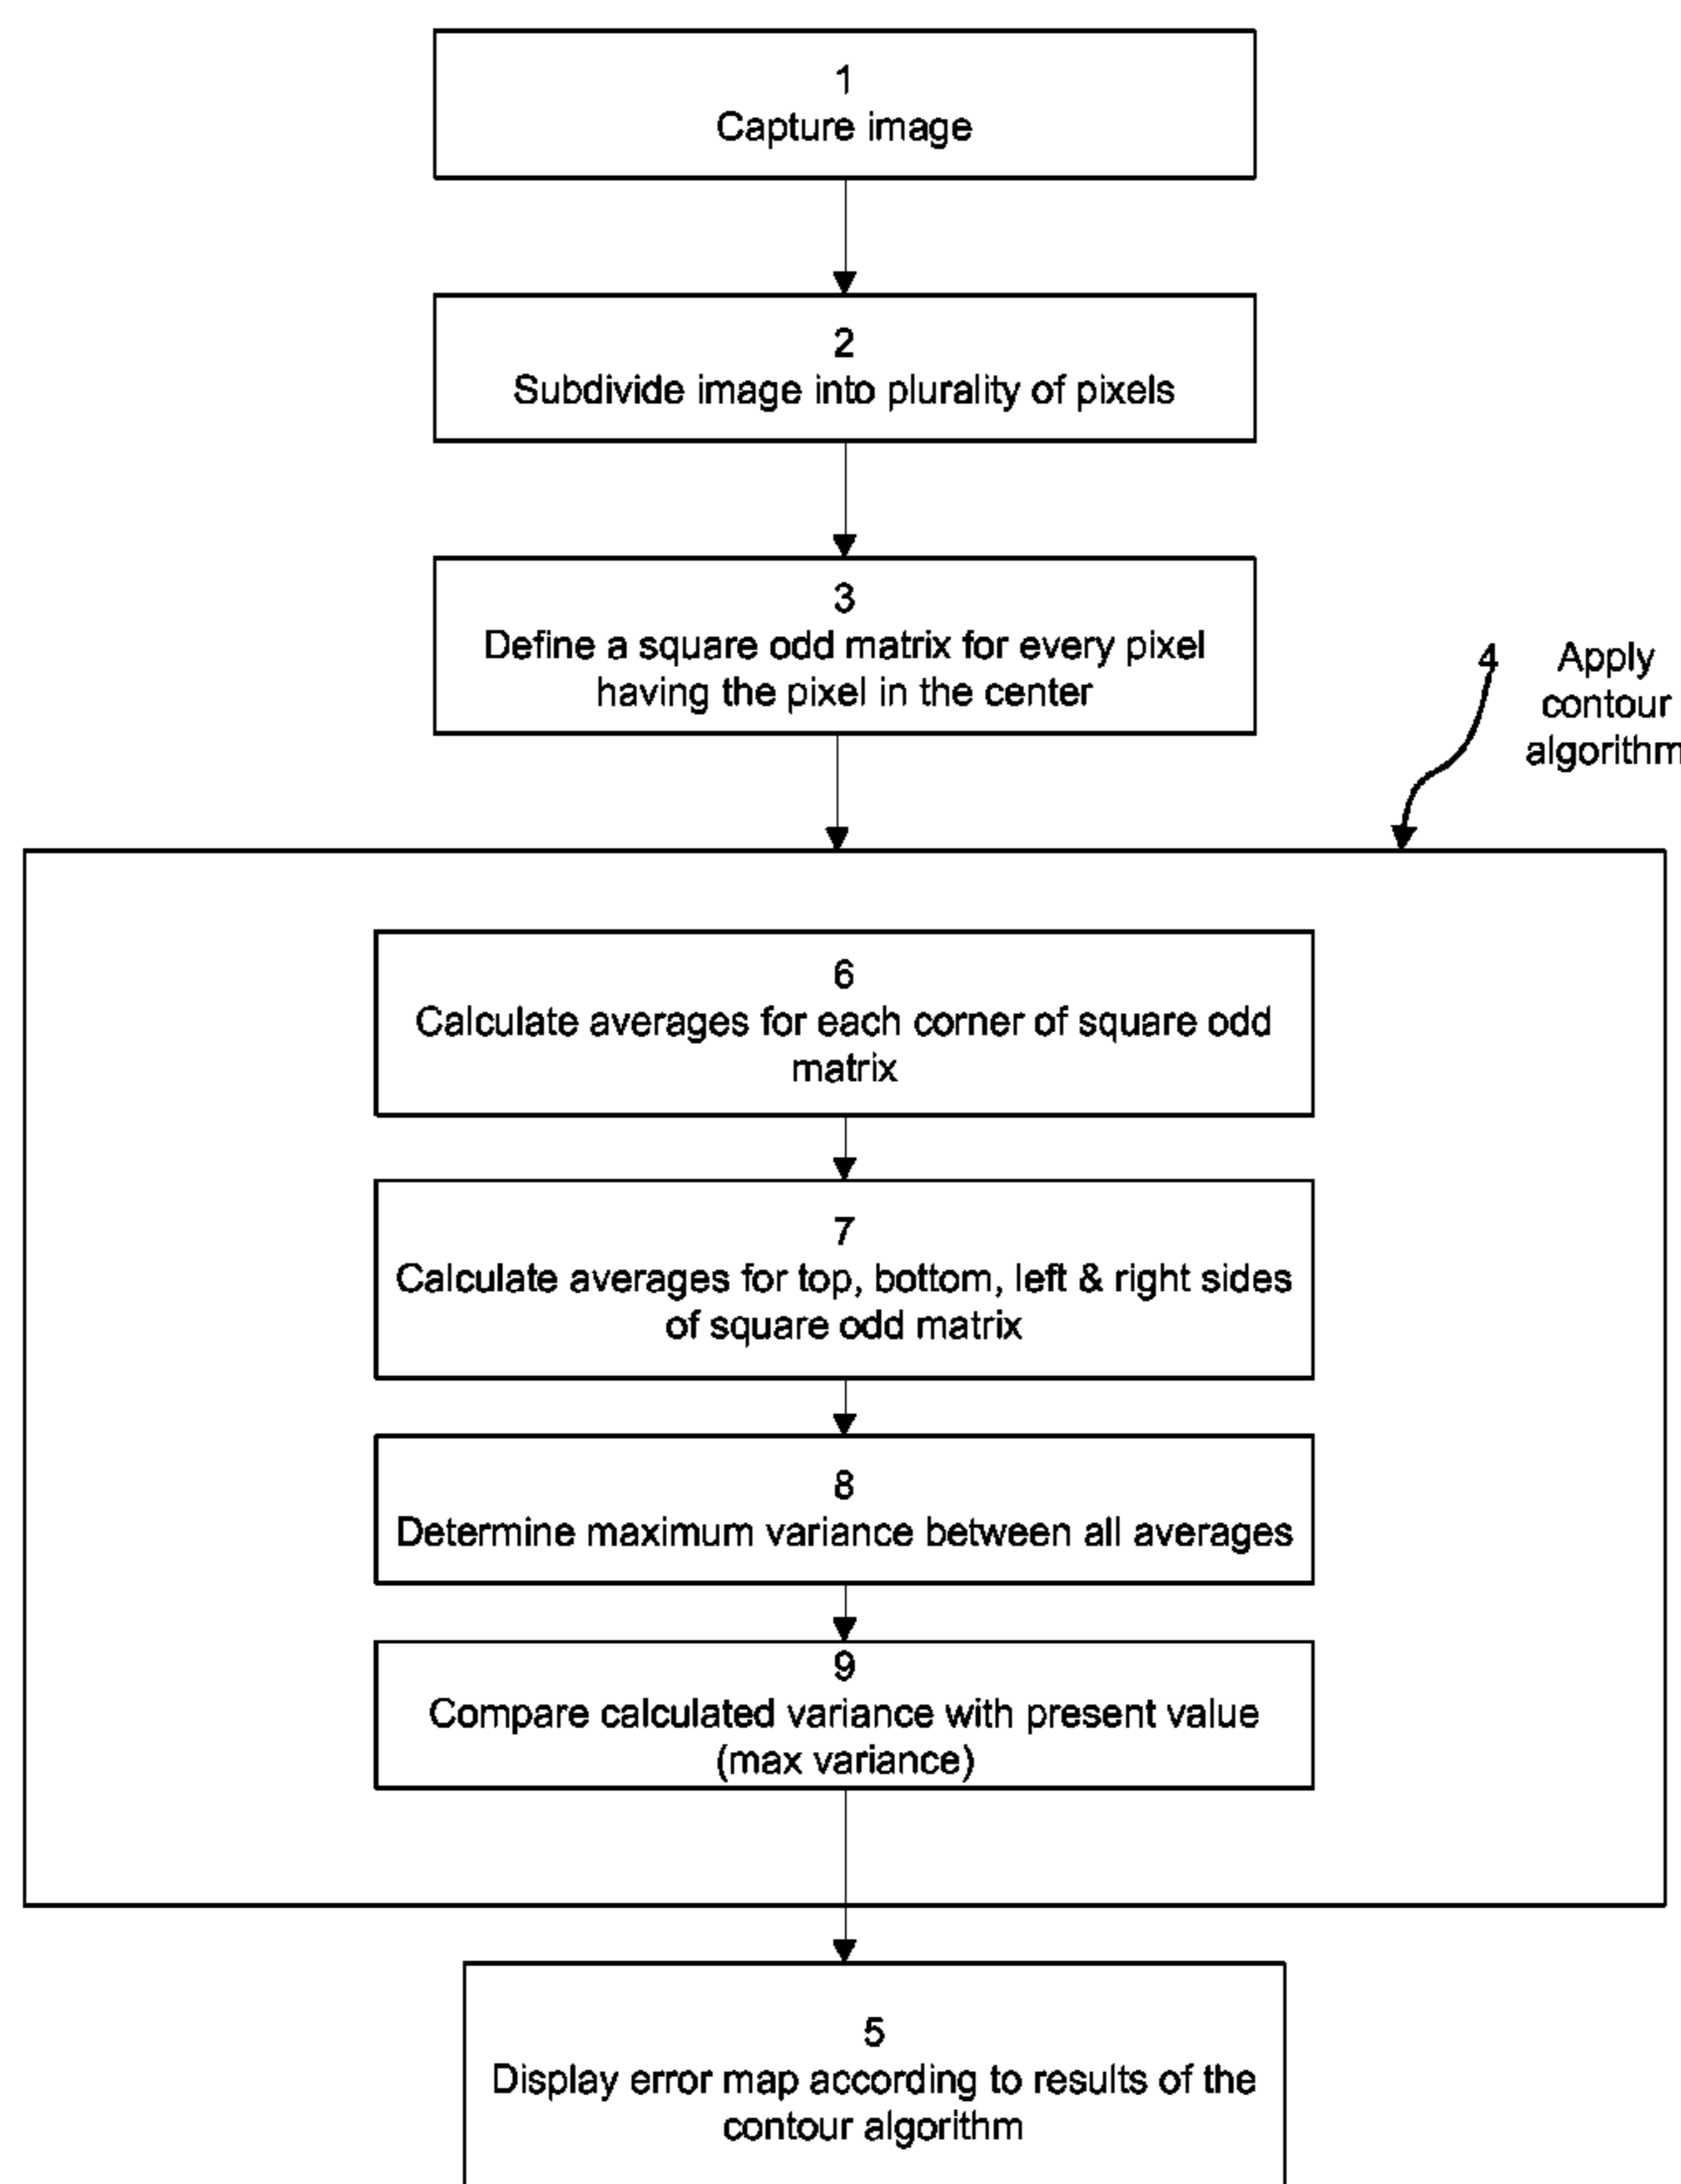 1
Capture image
2
Subdivide image into plurality of pixels
3
Define a square odd matrix for every pixel
having the pixel in the center
4
Apply
contour
algorithm
6
Calculate averages for each corner of square odd
matrix
7
Calculate averages for top, bottom, left & right sides
of square odd matrix
8
Determine maximum variance between all averages
9
Compare calculated variance with present value
(max variance)
5
Display error map according to results of the
contour algorithm